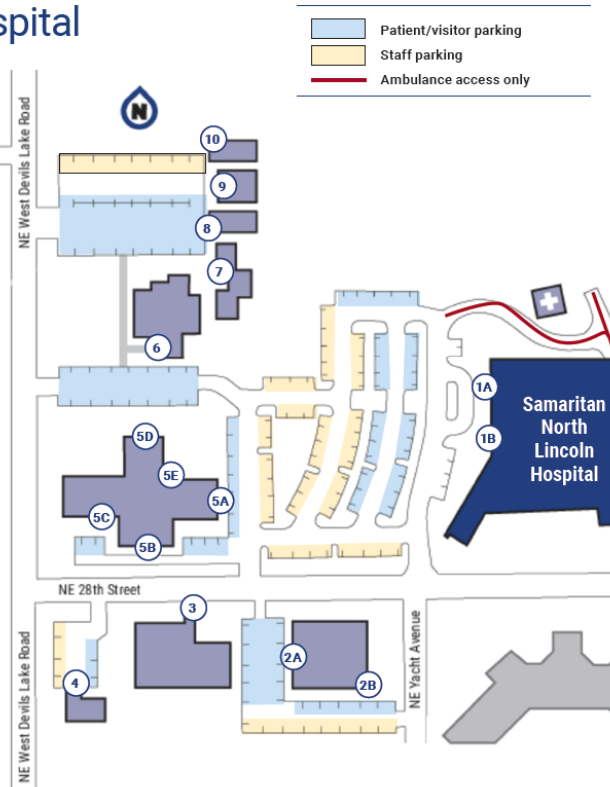 spital
Patient/visitor parking
Staff parking
Ambulance access only
NE West Devils Lake Road
N
10
9
8
7
6
1A
1B
Samaritan
North
Lincoln
Hospital
5D
5E
5A
5C
5B
NE 28th Street
3
NE West Devils Lake Road
4
2A
2B
NE Yacht Avenue